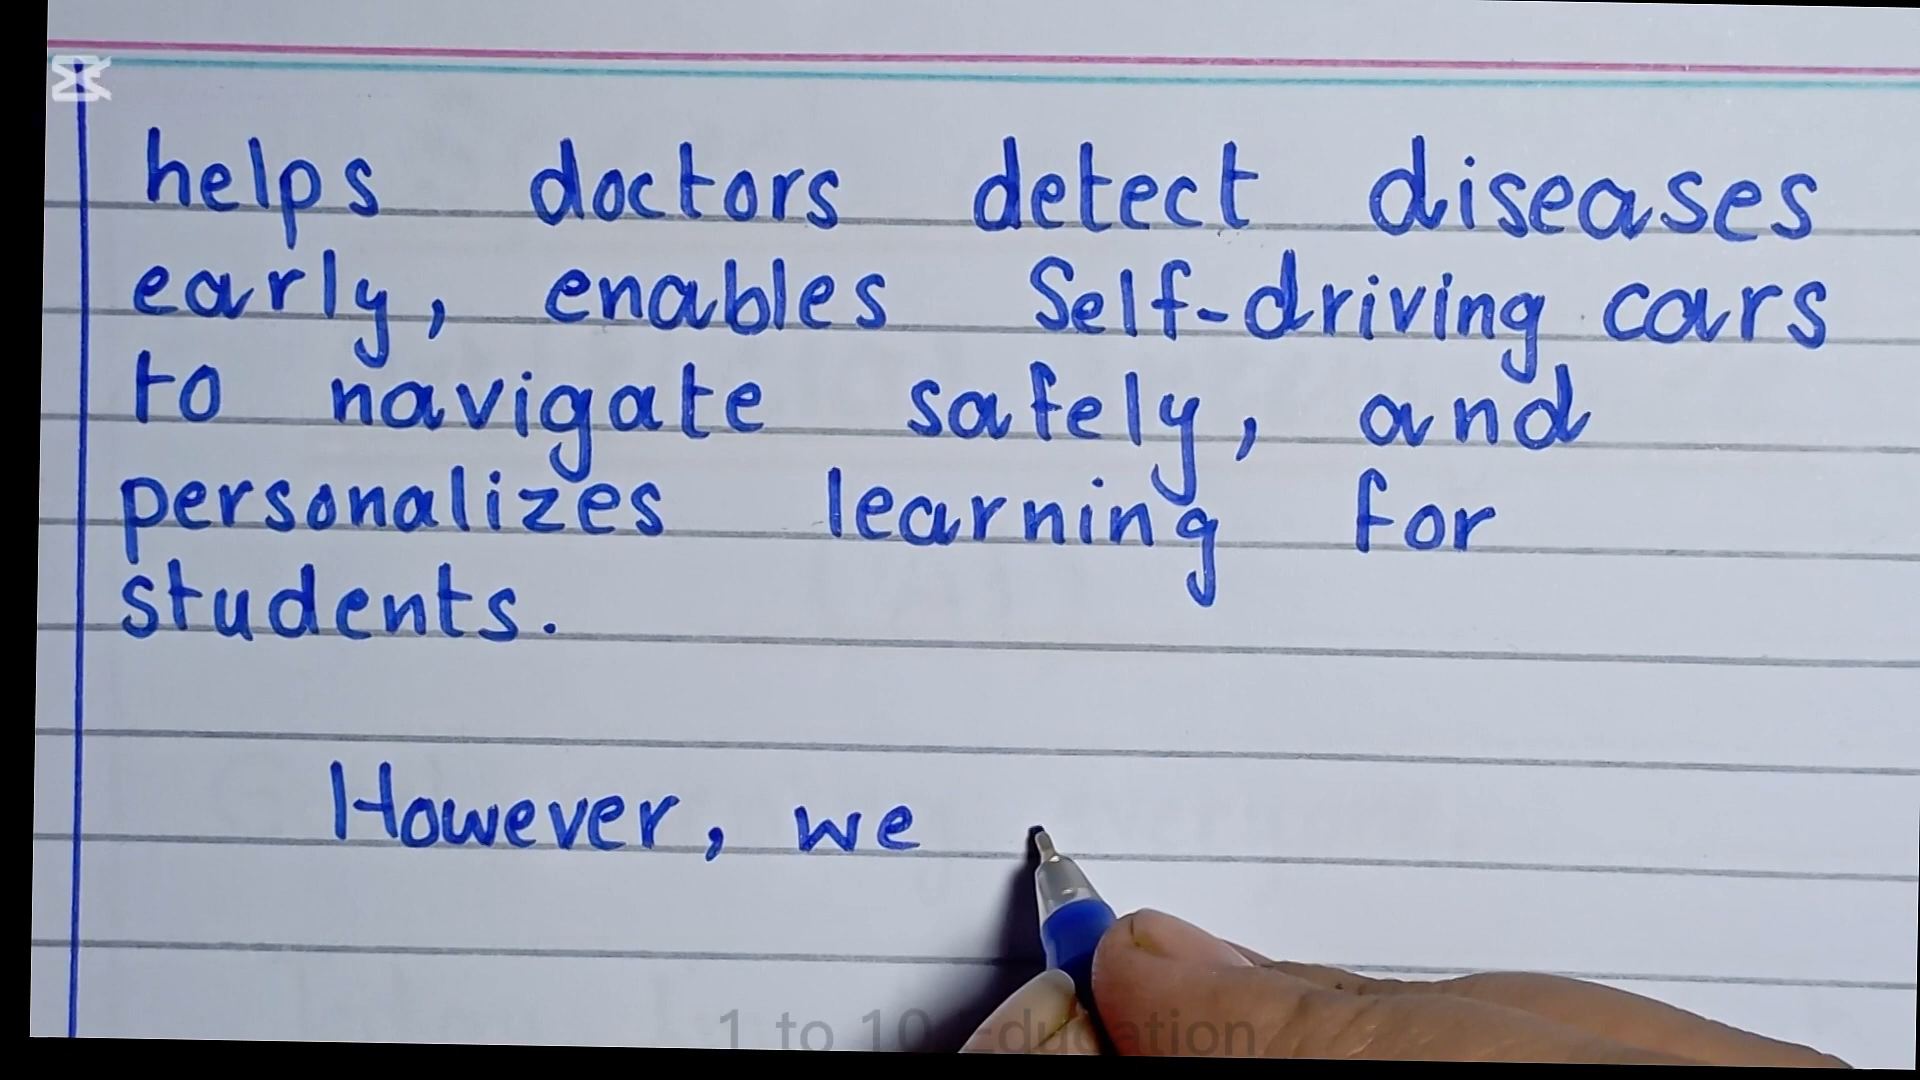 helps doctors detect diseases
early, enables Self-driving cars
to navigate safely, and
personalizes learning for
students.
However, we
1 to 10 Education